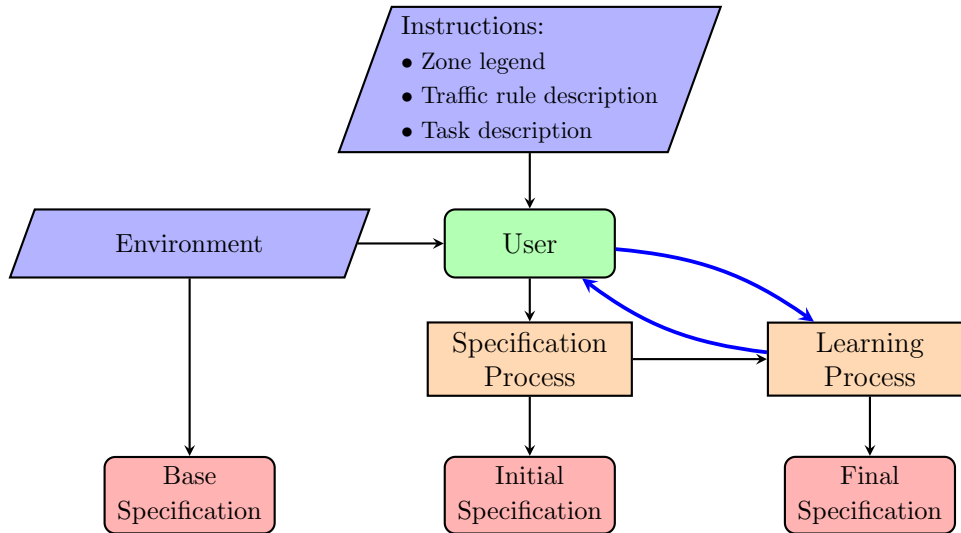 Instructions:
• Zone legend
• Traffic rule description
• Task description
Environment
User
Specification
Process
Learning
Process
Base
Specification
Initial
Specification
Final
Specification